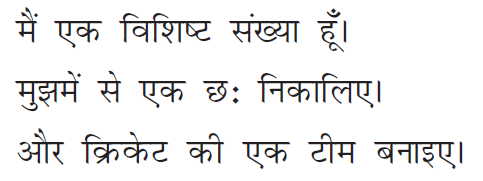 मैं एक विशिष्ट संख्या हूँ।
मुझमें से एक छः निकालिए।
और क्रिकेट की एक टीम बनाइए।